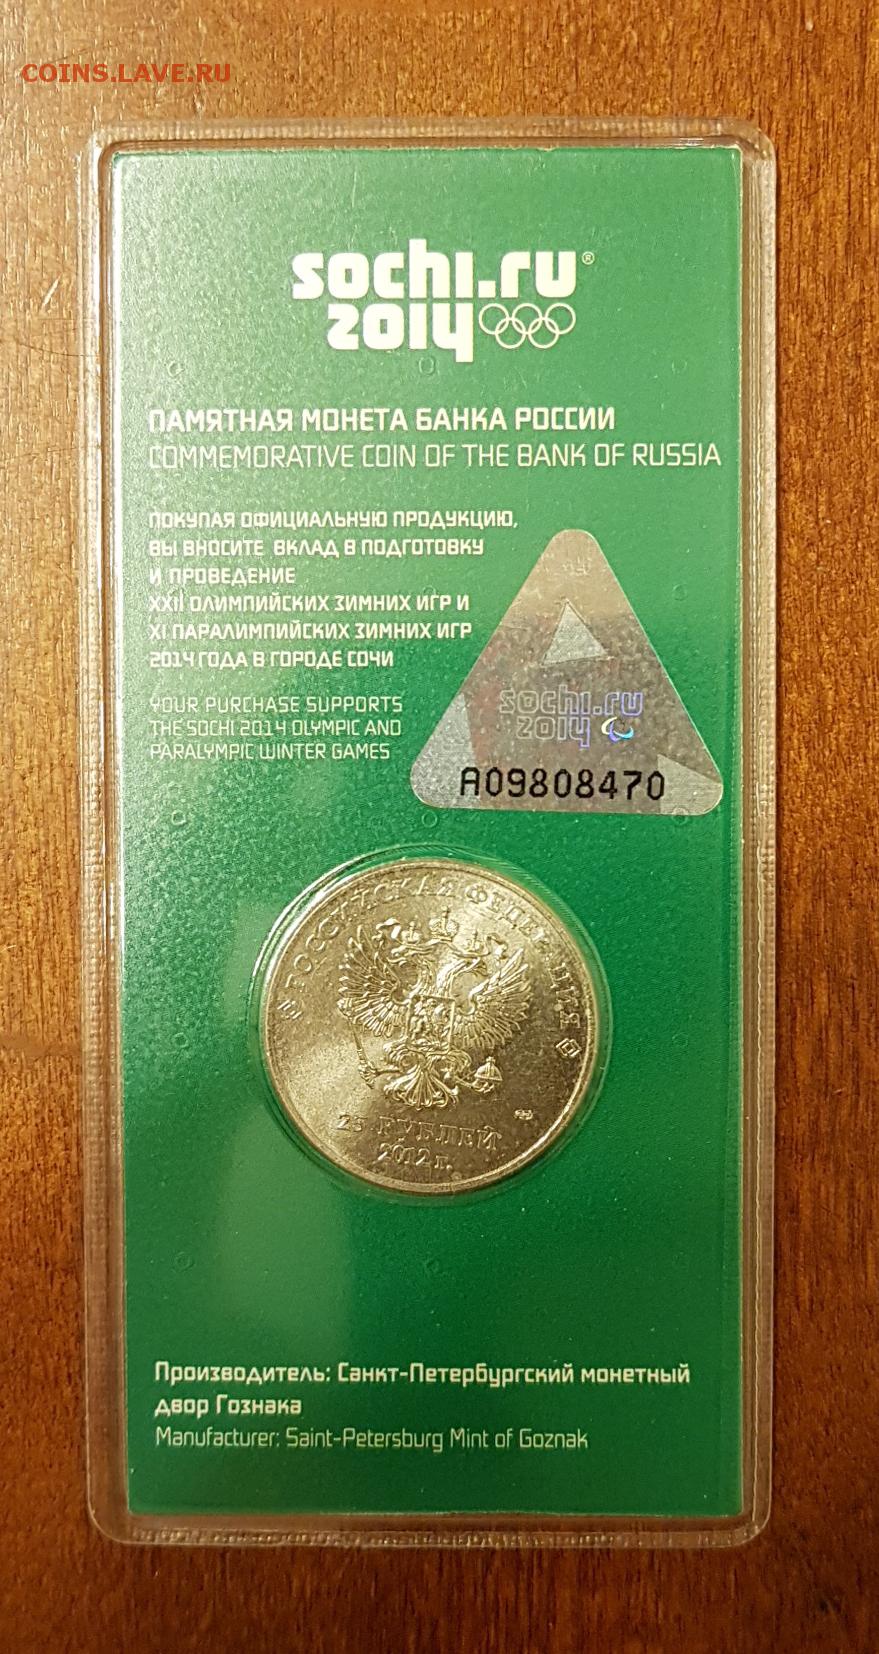 COINS.LAVE.RU
sochi.ru®
2014
ПАМЯТНАЯ МОНЕТА БАНКА РОССИИ
COMMEMORATIVE COIN OF THE BANK OF RUSSIA
ПОКУПАЯ ОФИЦИАЛЬНУЮ ПРОДУКЦИЮ,
ВЫ ВНОСИТЕ ВКЛАД В ПОДГОТОВКУ
И ПРОВЕДЕНИЕ
XXII ОЛИМПИЙСКИХ ЗИМНИХ ИГР И
XI ПАРАЛИМПИЙСКИХ ЗИМНИХ ИГР
2014 ГОДА В ГОРОДЕ СОЧИ
YOUR PURCHASE SUPPORTS
THE SOCHI 2014 OLYMPIC AND
PARALYMPIC WINTER GAMES
sochi.ru
2014
A09808470
РОССИЙСКАЯ ФЕДЕРАЦИЯ
25 РУБЛЕЙ
2012 г.
Производитель: Санкт-Петербургский монетный
двор Гознака
Manufacturer: Saint-Petersburg Mint of Goznak